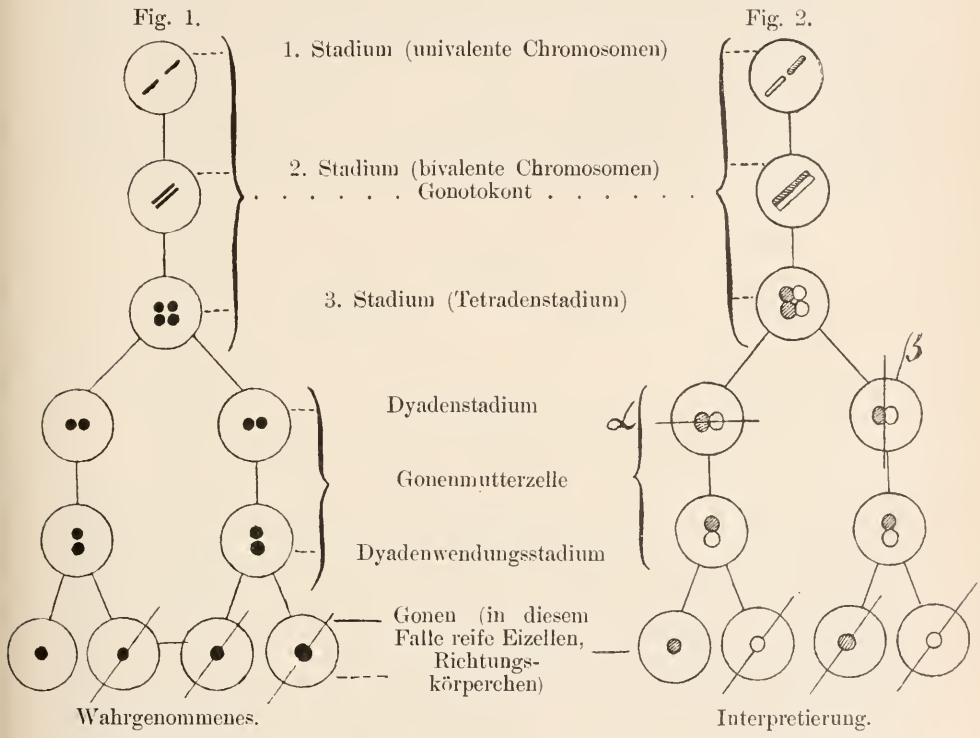 Fig. 1.
Fig. 2.
1. Stadium (univalente Chromosomen)
2. Stadium (bivalente Chromosomen)
. . . . . . Gonotokont . . . . . .
3. Stadium (Tetradenstadium)
β
Dyadenstadium
α
Gonenmutterzelle
Dyadenwendungsstadium
Gonen (in diesem
Falle reife Eizellen,
Richtungs-
körperchen)
Wahrgenommenes.
Interpretierung.